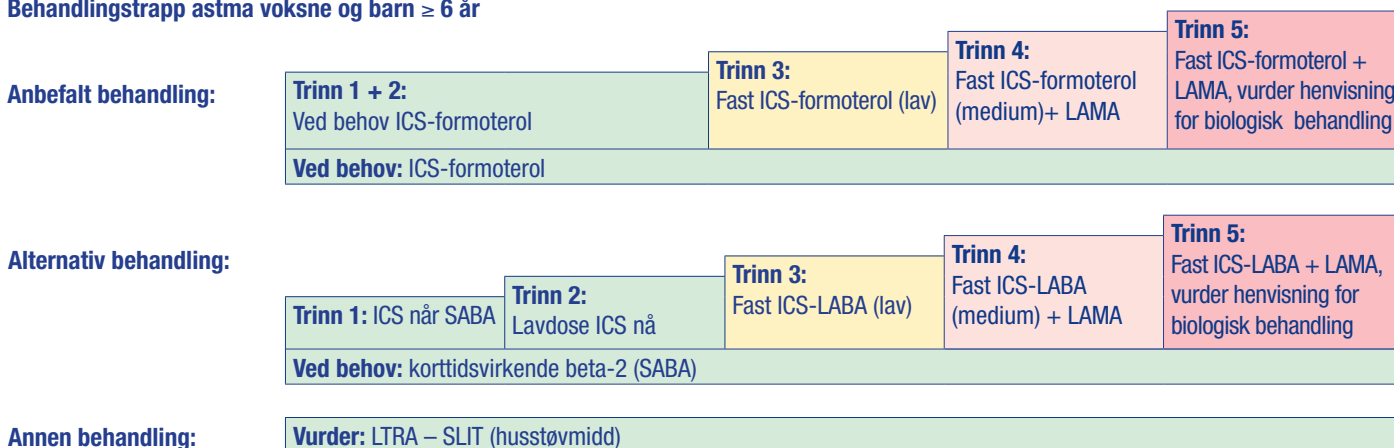 Behandlingstrapp astma voksne og barn ≥ 6 år
Anbefalt behandling:
Trinn 1 + 2:
Ved behov ICS-formoterol
Trinn 3:
Fast ICS-formoterol (lav)
Trinn 4:
Fast ICS-formoterol
(medium)+ LAMA
Trinn 5:
Fast ICS-formoterol +
LAMA, vurder henvisning
for biologisk behandling
Ved behov: ICS-formoterol
Alternativ behandling:
Trinn 1: ICS når SABA
Trinn 2:
Lavdose ICS nå
Trinn 3:
Fast ICS-LABA (lav)
Trinn 4:
Fast ICS-LABA
(medium) + LAMA
Trinn 5:
Fast ICS-LABA + LAMA,
vurder henvisning for
biologisk behandling
Ved behov: korttidsvirkende beta-2 (SABA)
Annen behandling:
Vurder: LTRA – SLIT (husstøvmidd)